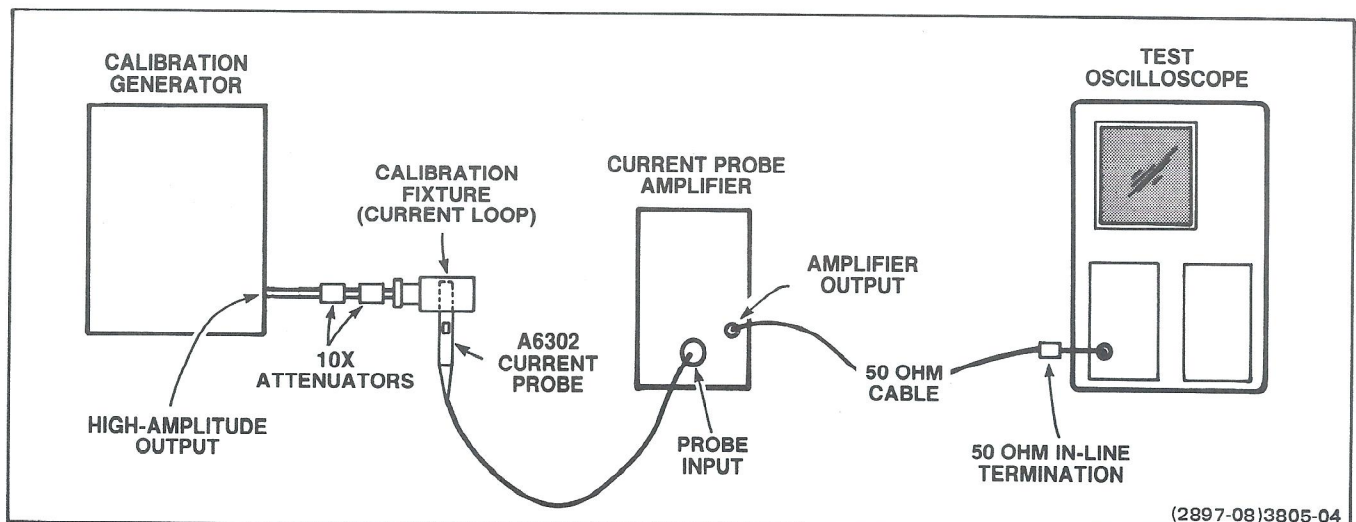 CALIBRATION
GENERATOR
TEST
OSCILLOSCOPE
CALIBRATION
FIXTURE
(CURRENT LOOP)
CURRENT PROBE
AMPLIFIER
AMPLIFIER
OUTPUT
10X
ATTENUATORS
A6302
CURRENT
PROBE
50 OHM
CABLE
HIGH-AMPLITUDE
OUTPUT
PROBE
INPUT
50 OHM IN-LINE
TERMINATION
(2897-08)3805-04